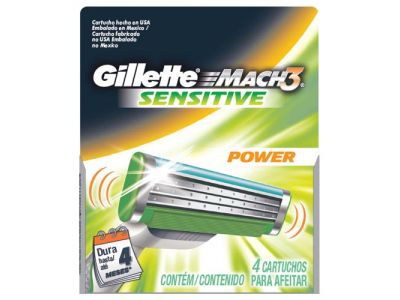 Cartucho hecho en USA
Embalado en Mexico /
Cartucho fabricado
no USA Embalado
no Mexico
Gillette MACH3
SENSITIVE
POWER
Dura
hasta/
até 4
MESES*
CONTÉM/CONTENIDO
4 CARTUCHOS
PARA AFEITAR